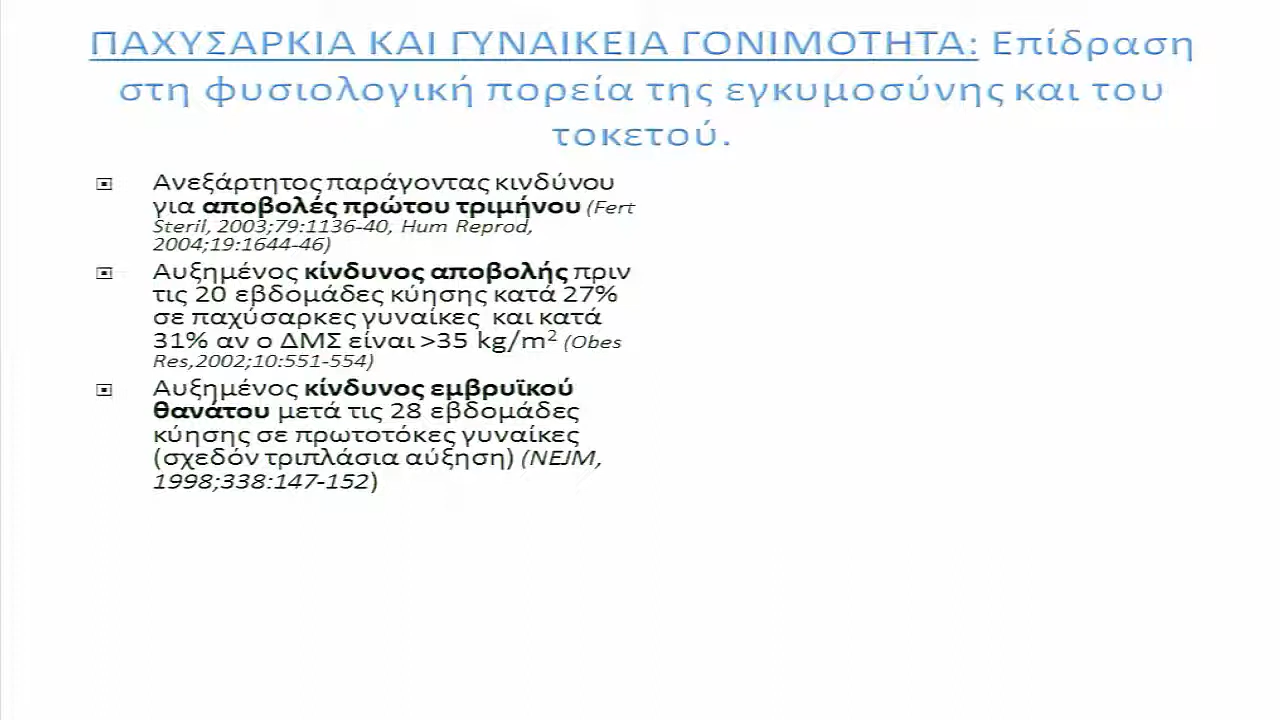 ΠΑΧΥΣΑΡΚΙΑ ΚΑΙ ΓΥΝΑΙΚΕΙΑ ΓΟΝΙΜΟΤΗΤΑ: Επίδραση
στη φυσιολογική πορεία της εγκυμοσύνης και του
τοκετού.
Ανεξάρτητος παράγοντας κινδύνου
για αποβολές πρώτου τριμήνου (Fert
Steril, 2003;79:1136-40, Hum Reprod,
2004;19:1644-46)
Αυξημένος κίνδυνος αποβολής πριν
τις 20 εβδομάδες κύησης κατά 27%
σε παχύσαρκες γυναίκες και κατά
31% αν ο ΔΜΣ είναι >35 kg/m²  (Obes
Res,2002;10:551-554)
Αυξημένος κίνδυνος εμβρυϊκού
θανάτου μετά τις 28 εβδομάδες
κύησης σε πρωτοτόκες γυναίκες
(σχεδόν τριπλάσια αύξηση) (NEJM,
1998;338:147-152)